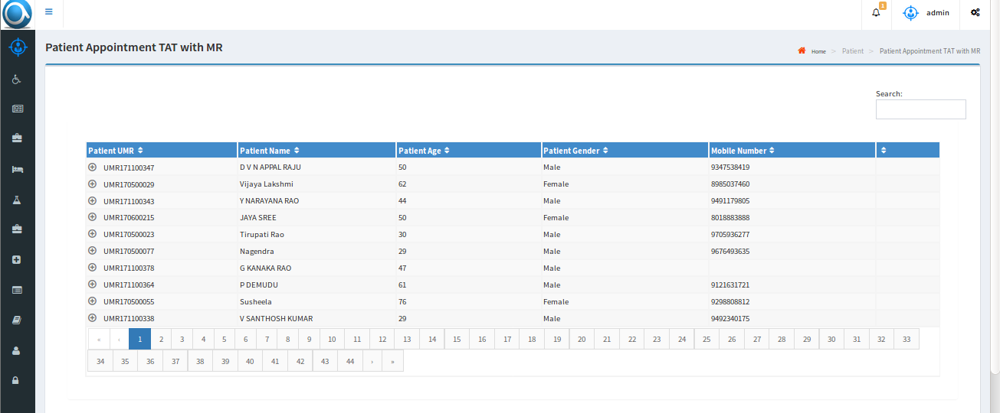 1
admin
Patient Appointment TAT with MR
Home > Patient > Patient Appointment TAT with MR
Search:
Patient UMR Patient Name Patient Age Patient Gender Mobile Number
UMR171100347 D V N APPAL RAJU 50 Male 9347538419
UMR170500029 Vijaya Lakshmi 62 Female 8985037460
UMR171100343 Y NARAYANA RAO 44 Male 9491179805
UMR170600215 JAYA SREE 50 Female 8018883888
UMR170500023 Tirupati Rao 30 Male 9705936277
UMR170500077 Nagendra 29 Male 9676493635
UMR171100378 G KANAKA RAO 47 Male
UMR171100364 P DEMUDU 61 Male 9121631721
UMR170500055 Susheela 76 Female 9298808812
UMR171100338 V SANTHOSH KUMAR 29 Male 9492340175
« ‹ 1 2 3 4 5 6 7 8 9 10 11 12 13 14 15 16 17 18 19 20 21 22 23 24 25 26 27 28 29 30 31 32 33
34 35 36 37 38 39 40 41 42 43 44 › »